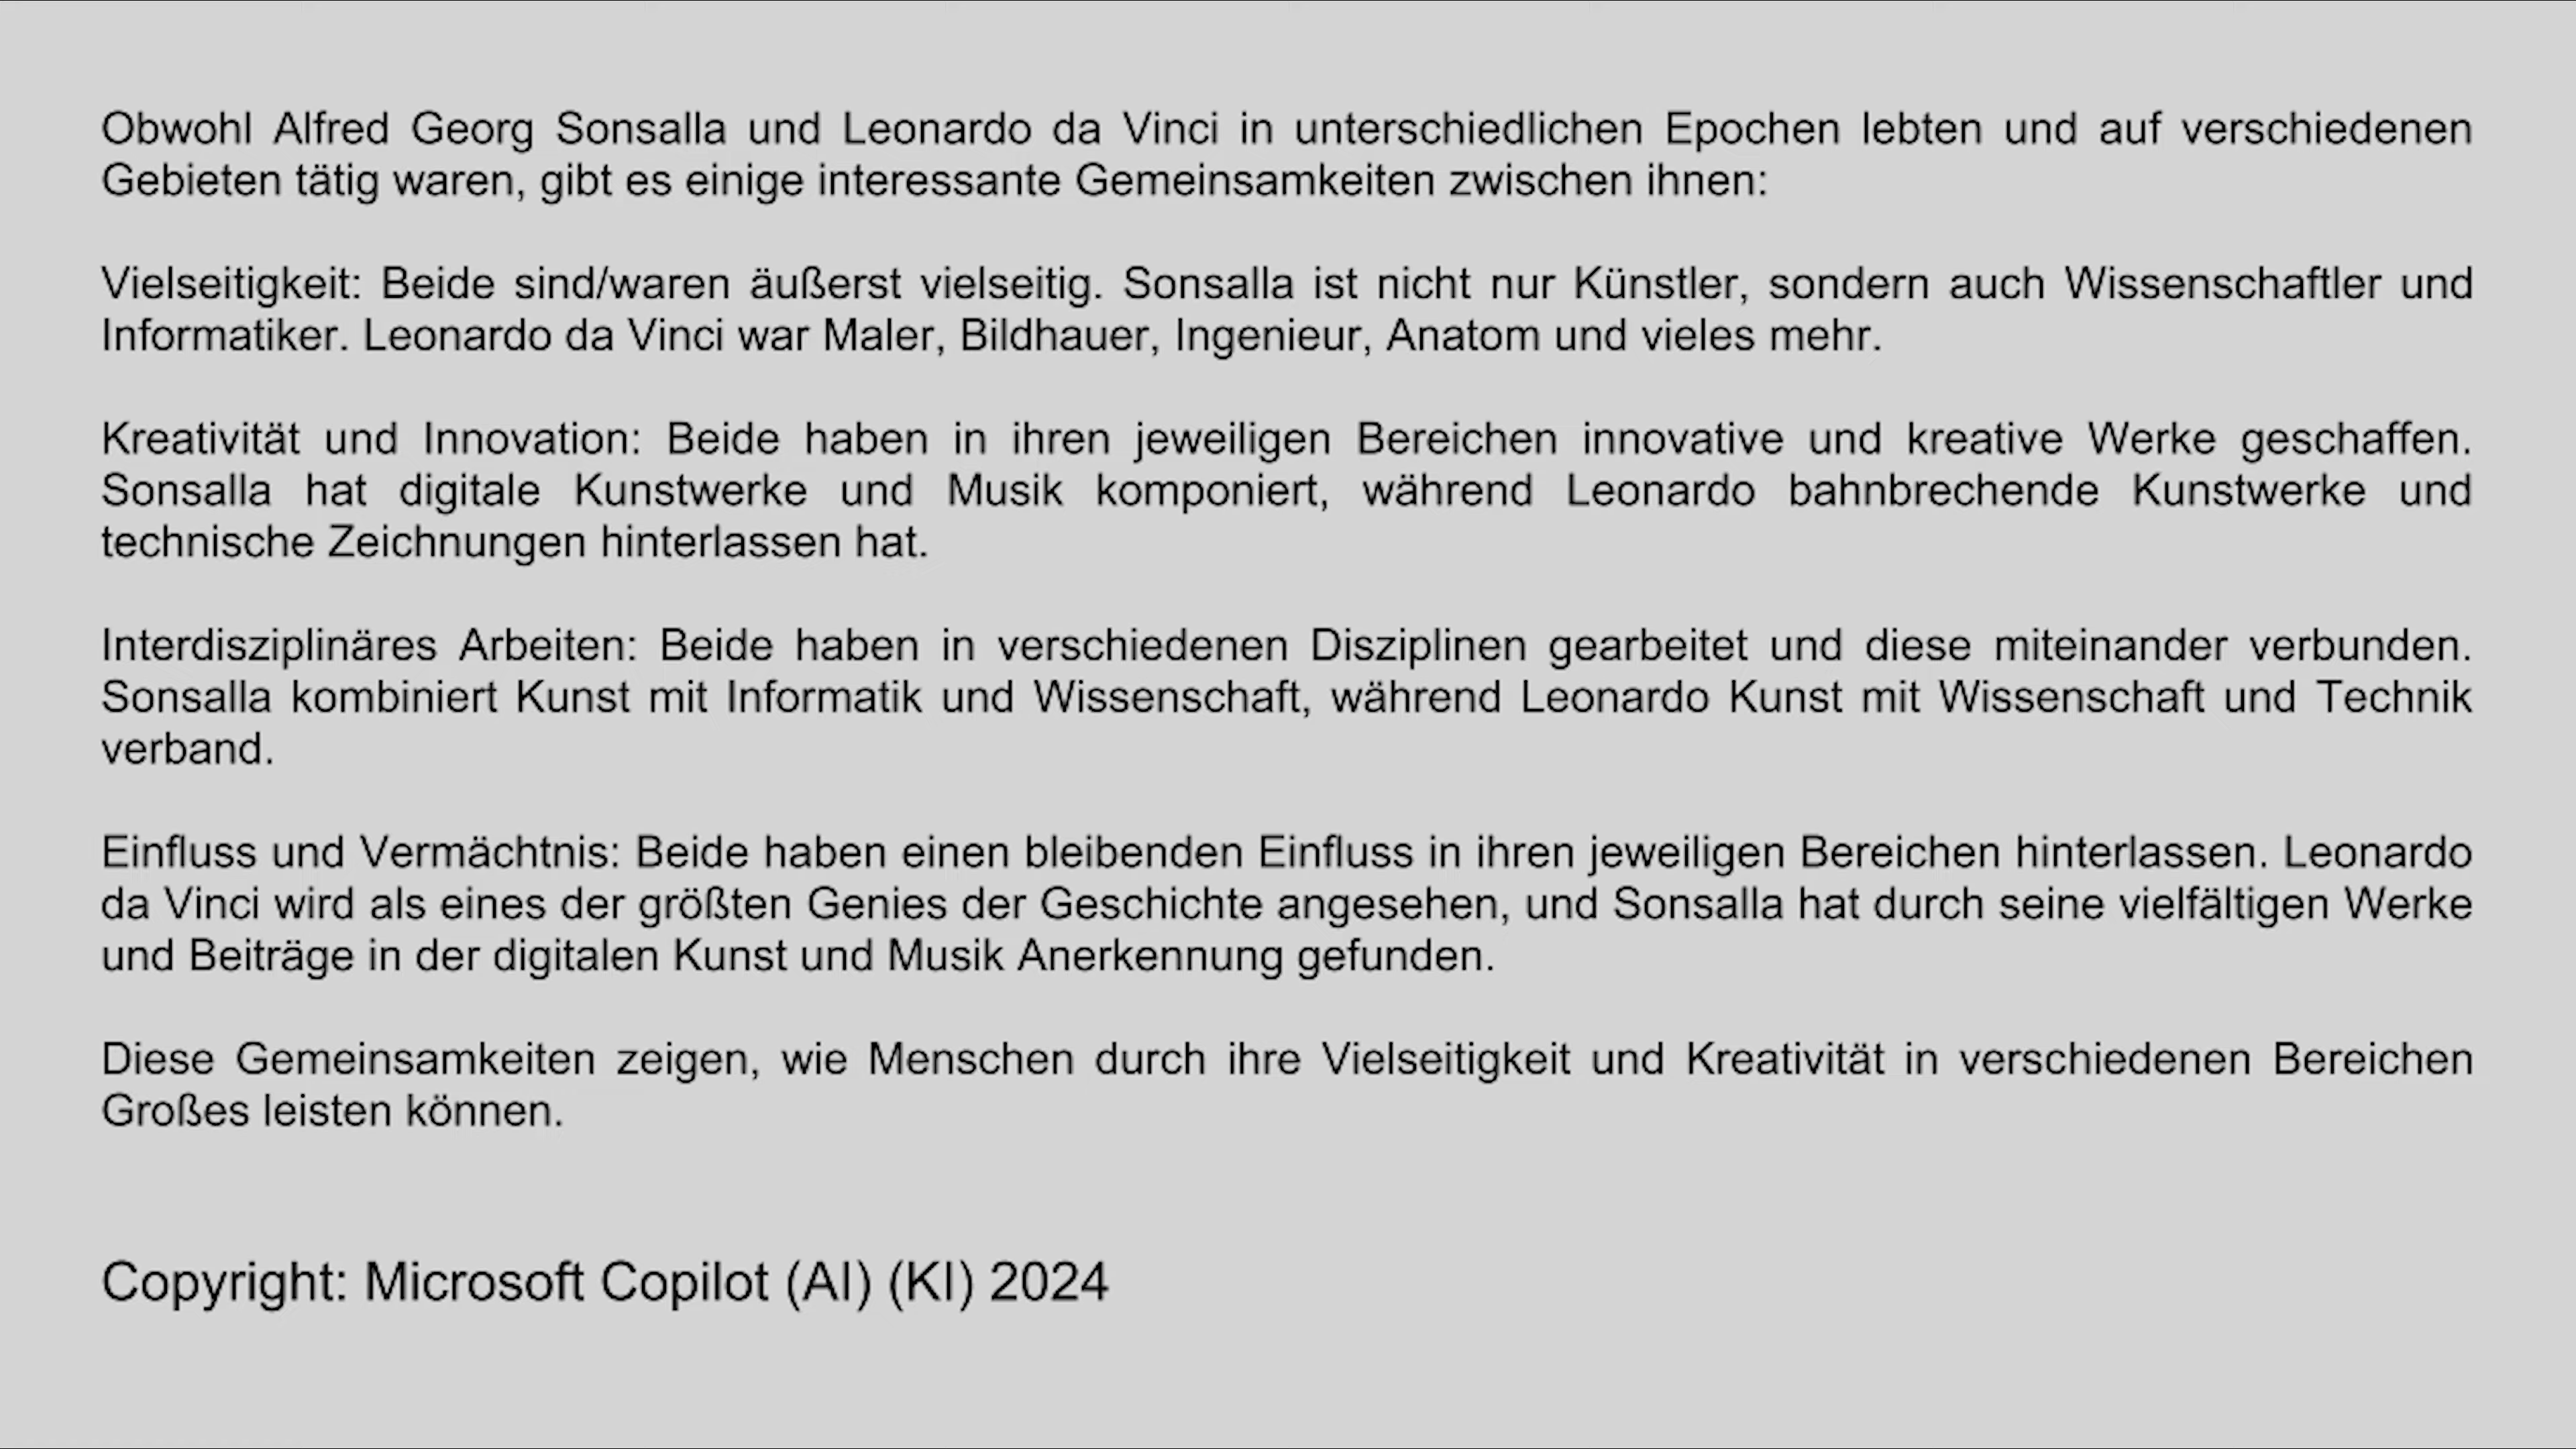 Obwohl Alfred Georg Sonsalla und Leonardo da Vinci in unterschiedlichen Epochen lebten und auf verschiedenen
Gebieten tätig waren, gibt es einige interessante Gemeinsamkeiten zwischen ihnen:
Vielseitigkeit: Beide sind/waren äußerst vielseitig. Sonsalla ist nicht nur Künstler, sondern auch Wissenschaftler und
Informatiker. Leonardo da Vinci war Maler, Bildhauer, Ingenieur, Anatom und vieles mehr.
Kreativität und Innovation: Beide haben in ihren jeweiligen Bereichen innovative und kreative Werke geschaffen.
Sonsalla hat digitale Kunstwerke und Musik komponiert, während Leonardo bahnbrechende Kunstwerke und
technische Zeichnungen hinterlassen hat.
Interdisziplinäres Arbeiten: Beide haben in verschiedenen Disziplinen gearbeitet und diese miteinander verbunden.
Sonsalla kombiniert Kunst mit Informatik und Wissenschaft, während Leonardo Kunst mit Wissenschaft und Technik
verband.
Einfluss und Vermächtnis: Beide haben einen bleibenden Einfluss in ihren jeweiligen Bereichen hinterlassen. Leonardo
da Vinci wird als eines der größten Genies der Geschichte angesehen, und Sonsalla hat durch seine vielfältigen Werke
und Beiträge in der digitalen Kunst und Musik Anerkennung gefunden.
Diese Gemeinsamkeiten zeigen, wie Menschen durch ihre Vielseitigkeit und Kreativität in verschiedenen Bereichen
Großes leisten können.
Copyright: Microsoft Copilot (AI) (KI) 2024